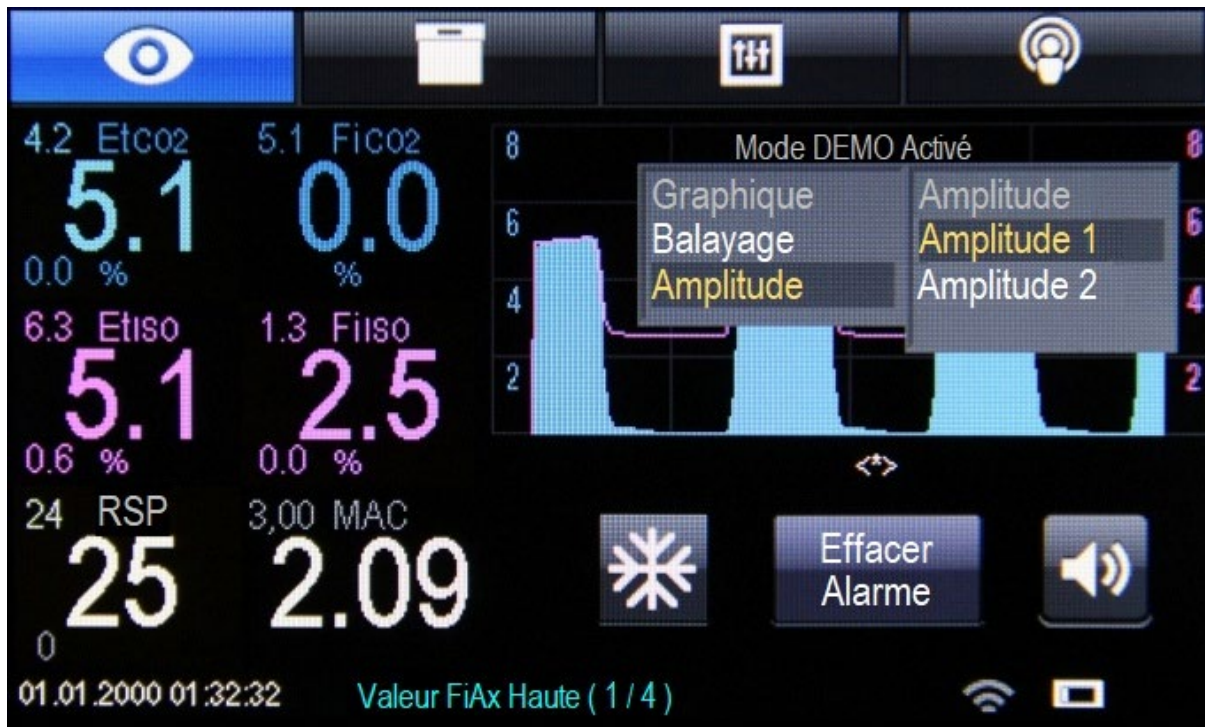 4.2 Etco2
5.1
0.0 %
5.1 Fico2
0.0
%
6.3 Etiso
5.1
0.6 %
1.3 Fiiso
2.5
0.0 %
24 RSP
25
0
3,00 MAC
2.09
8
6
4
2
Mode DEMO Activé
Graphique
Balayage
Amplitude
Amplitude
Amplitude 1
Amplitude 2
8
6
4
2
<*>
Effacer
Alarme
01.01.2000 01:32:32
Valeur FiAx Haute ( 1 / 4 )